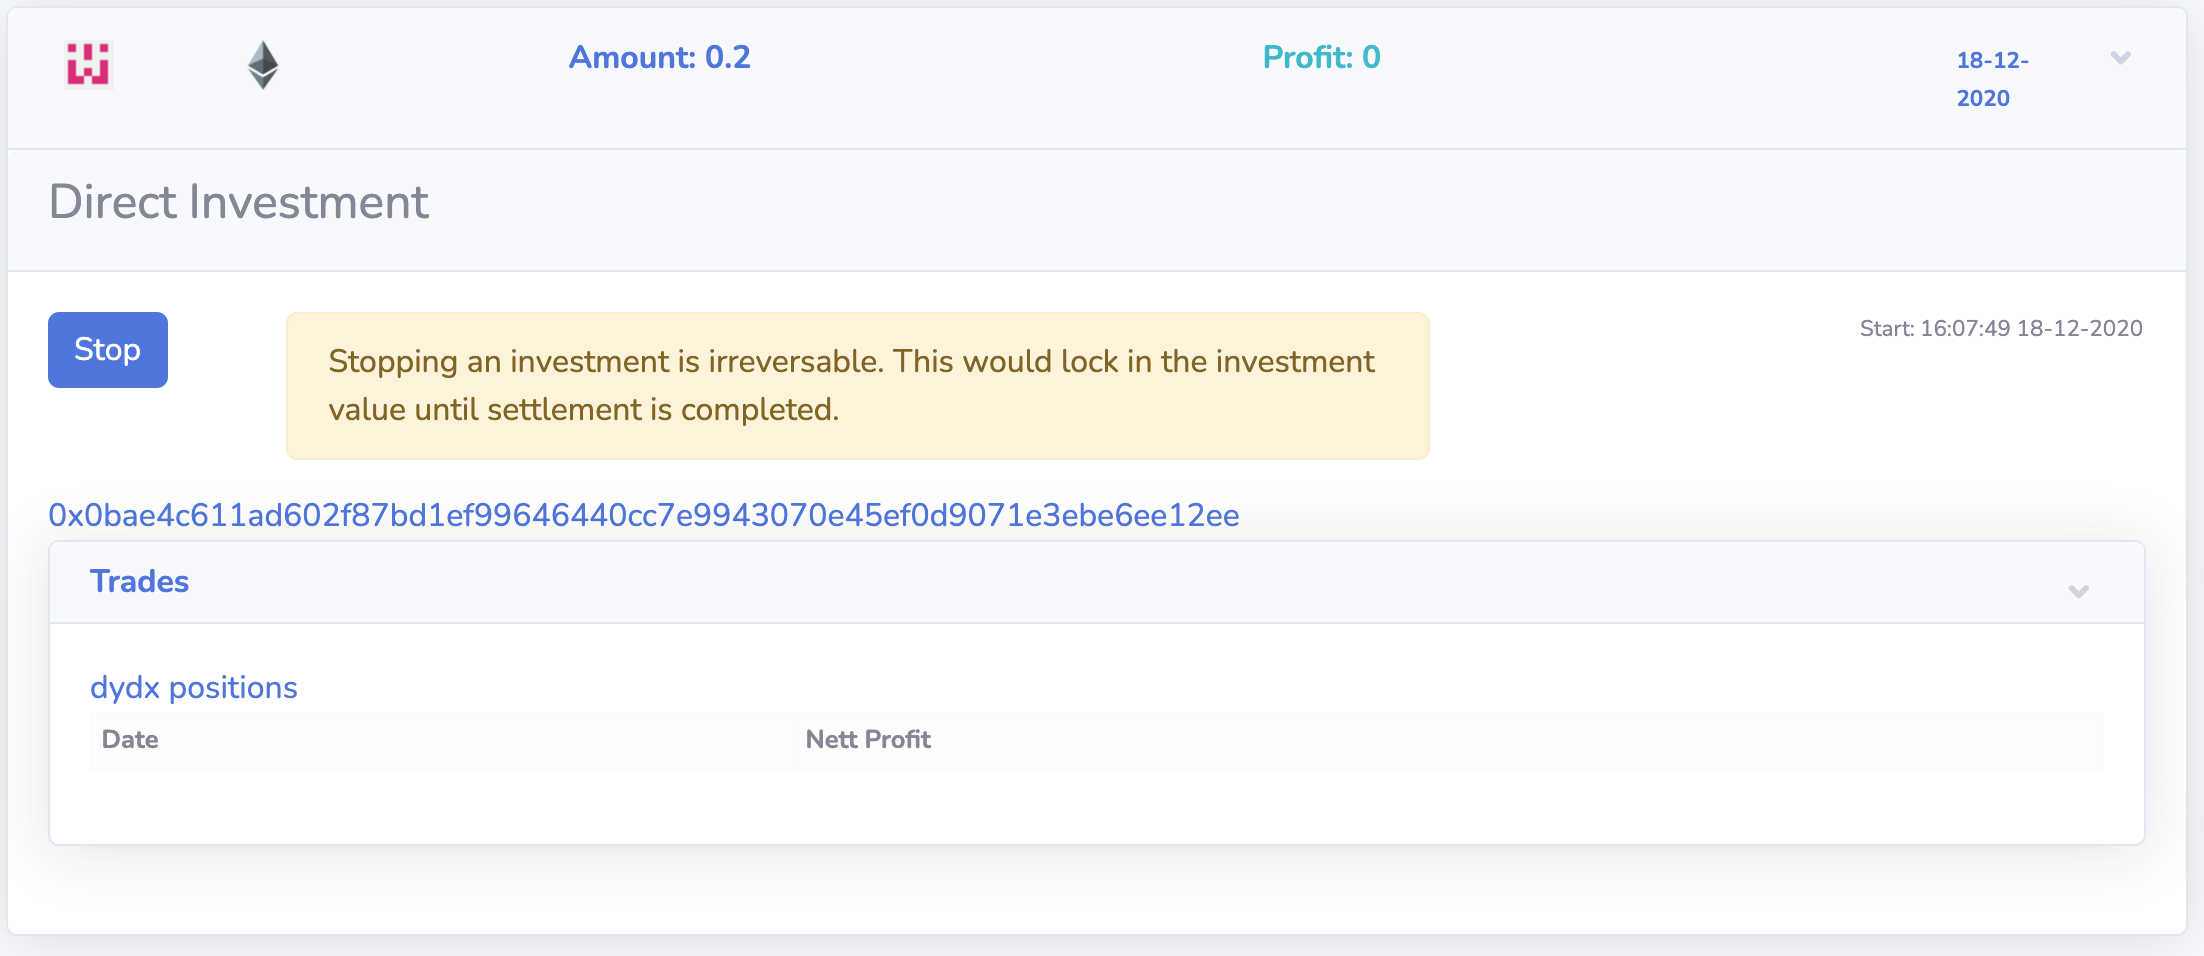 Amount: 0.2
Profit: 0
18-12-
2020
Direct Investment
Stop
Stopping an investment is irreversable. This would lock in the investment
value until settlement is completed.
Start: 16:07:49 18-12-2020
0x0bae4c611ad602f87bd1ef99646440cc7e9943070e45ef0d9071e3ebe6ee12ee
Trades
dydx positions
Date
Nett Profit